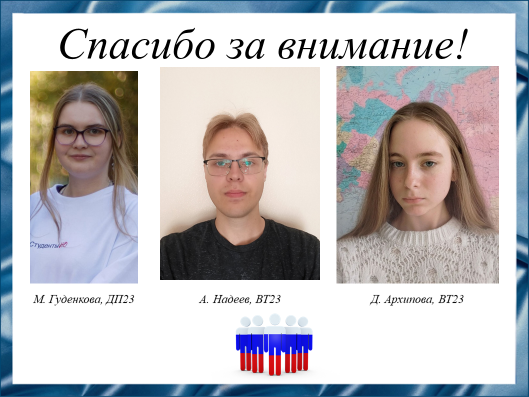 Спасибо за внимание!
М. Гуденкова, ДП23
А. Надеев, ВТ23
Д. Архипова, ВТ23